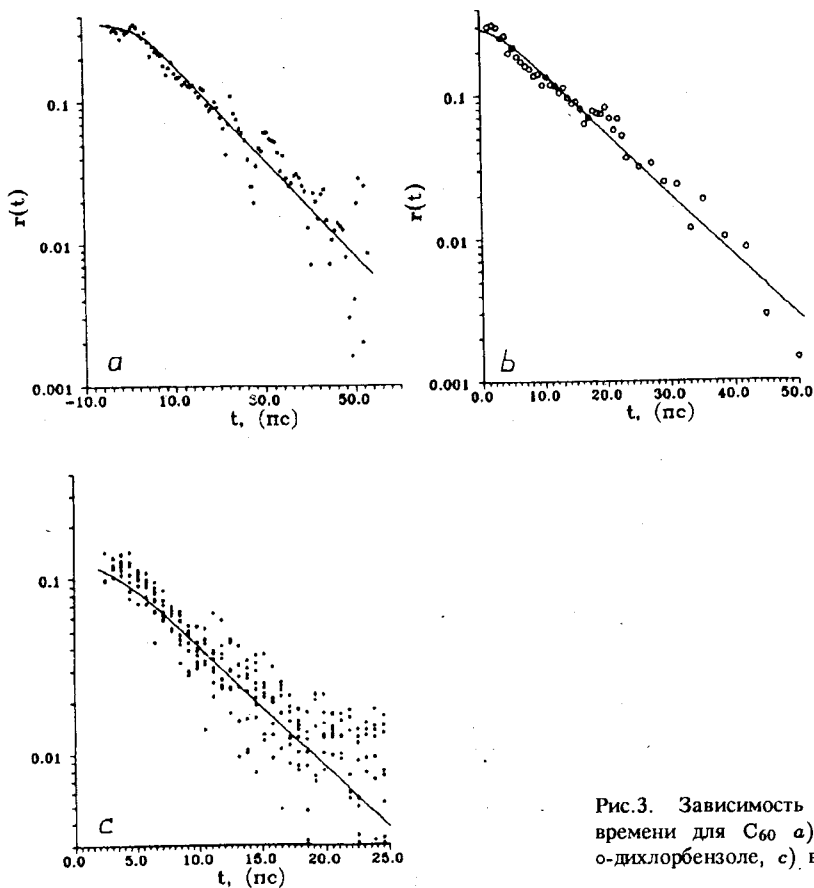 0.1
0.01
0.001
r(t)
a
-10.0 10.0 30.0 50.0
t, (пс)
0.1
0.01
0.001
r(t)
b
0.0 10.0 20.0 30.0 40.0 50.0
t, (пс)
0.1
0.01
c
0.0 5.0 10.0 15.0 20.0 25.0
t, (пс)
Рис.3. Зависимость
времени для C60 a)
о-дихлорбензоле, c) в